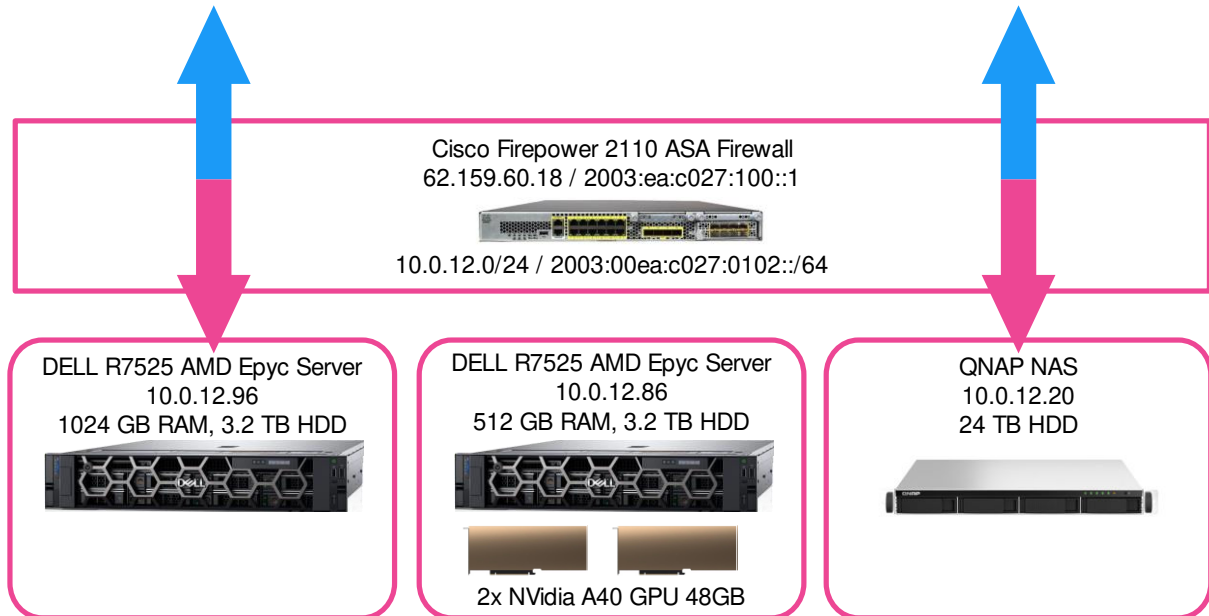 Cisco Firepower 2110 ASA Firewall
62.159.60.18 / 2003:ea:c027:100::1
10.0.12.0/24 / 2003:00ea:c027:0102::/64
DELL R7525 AMD Epyc Server
10.0.12.96
1024 GB RAM, 3.2 TB HDD
DELL
DELL R7525 AMD Epyc Server
10.0.12.86
512 GB RAM, 3.2 TB HDD
DELL
2x NVidia A40 GPU 48GB
QNAP NAS
10.0.12.20
24 TB HDD
QNAP